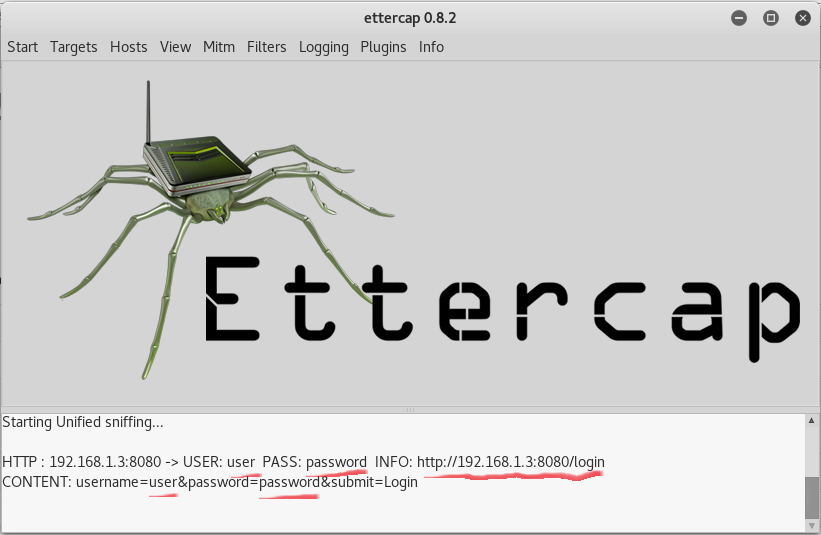 ettercap 0.8.2
Start Targets Hosts View Mitm Filters Logging Plugins Info
Ettercap
Starting Unified sniffing...
HTTP : 192.168.1.3:8080 -> USER: user PASS: password INFO: http://192.168.1.3:8080/login
CONTENT: username=user&password=password&submit=Login